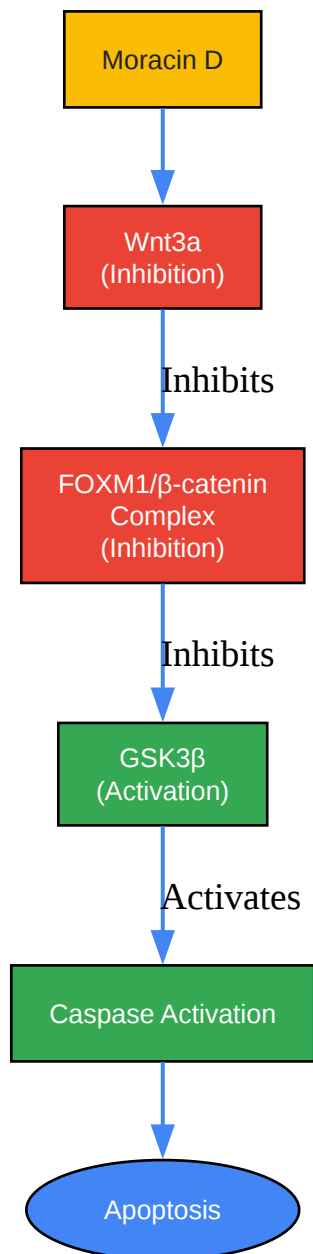 Moracin D
Wnt3a
(Inhibition)
Inhibits
FOXM1/β-catenin
Complex
(Inhibition)
Inhibits
GSK3β
(Activation)
Activates
Caspase Activation
Apoptosis